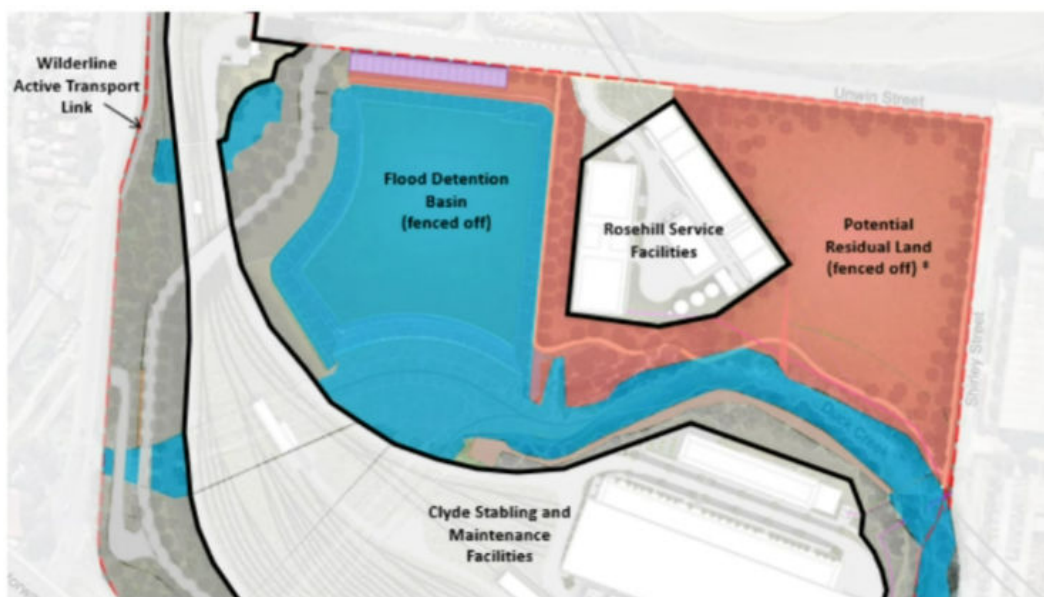 Wilderline
Active Transport
Link
Unwin Street
Flood Detention
Basin
(fenced off)
Rosehill Service
Facilities
Potential
Residual Land
(fenced off) *
Shirley Street
Duck Creek
Clyde Stabling and
Maintenance
Facilities